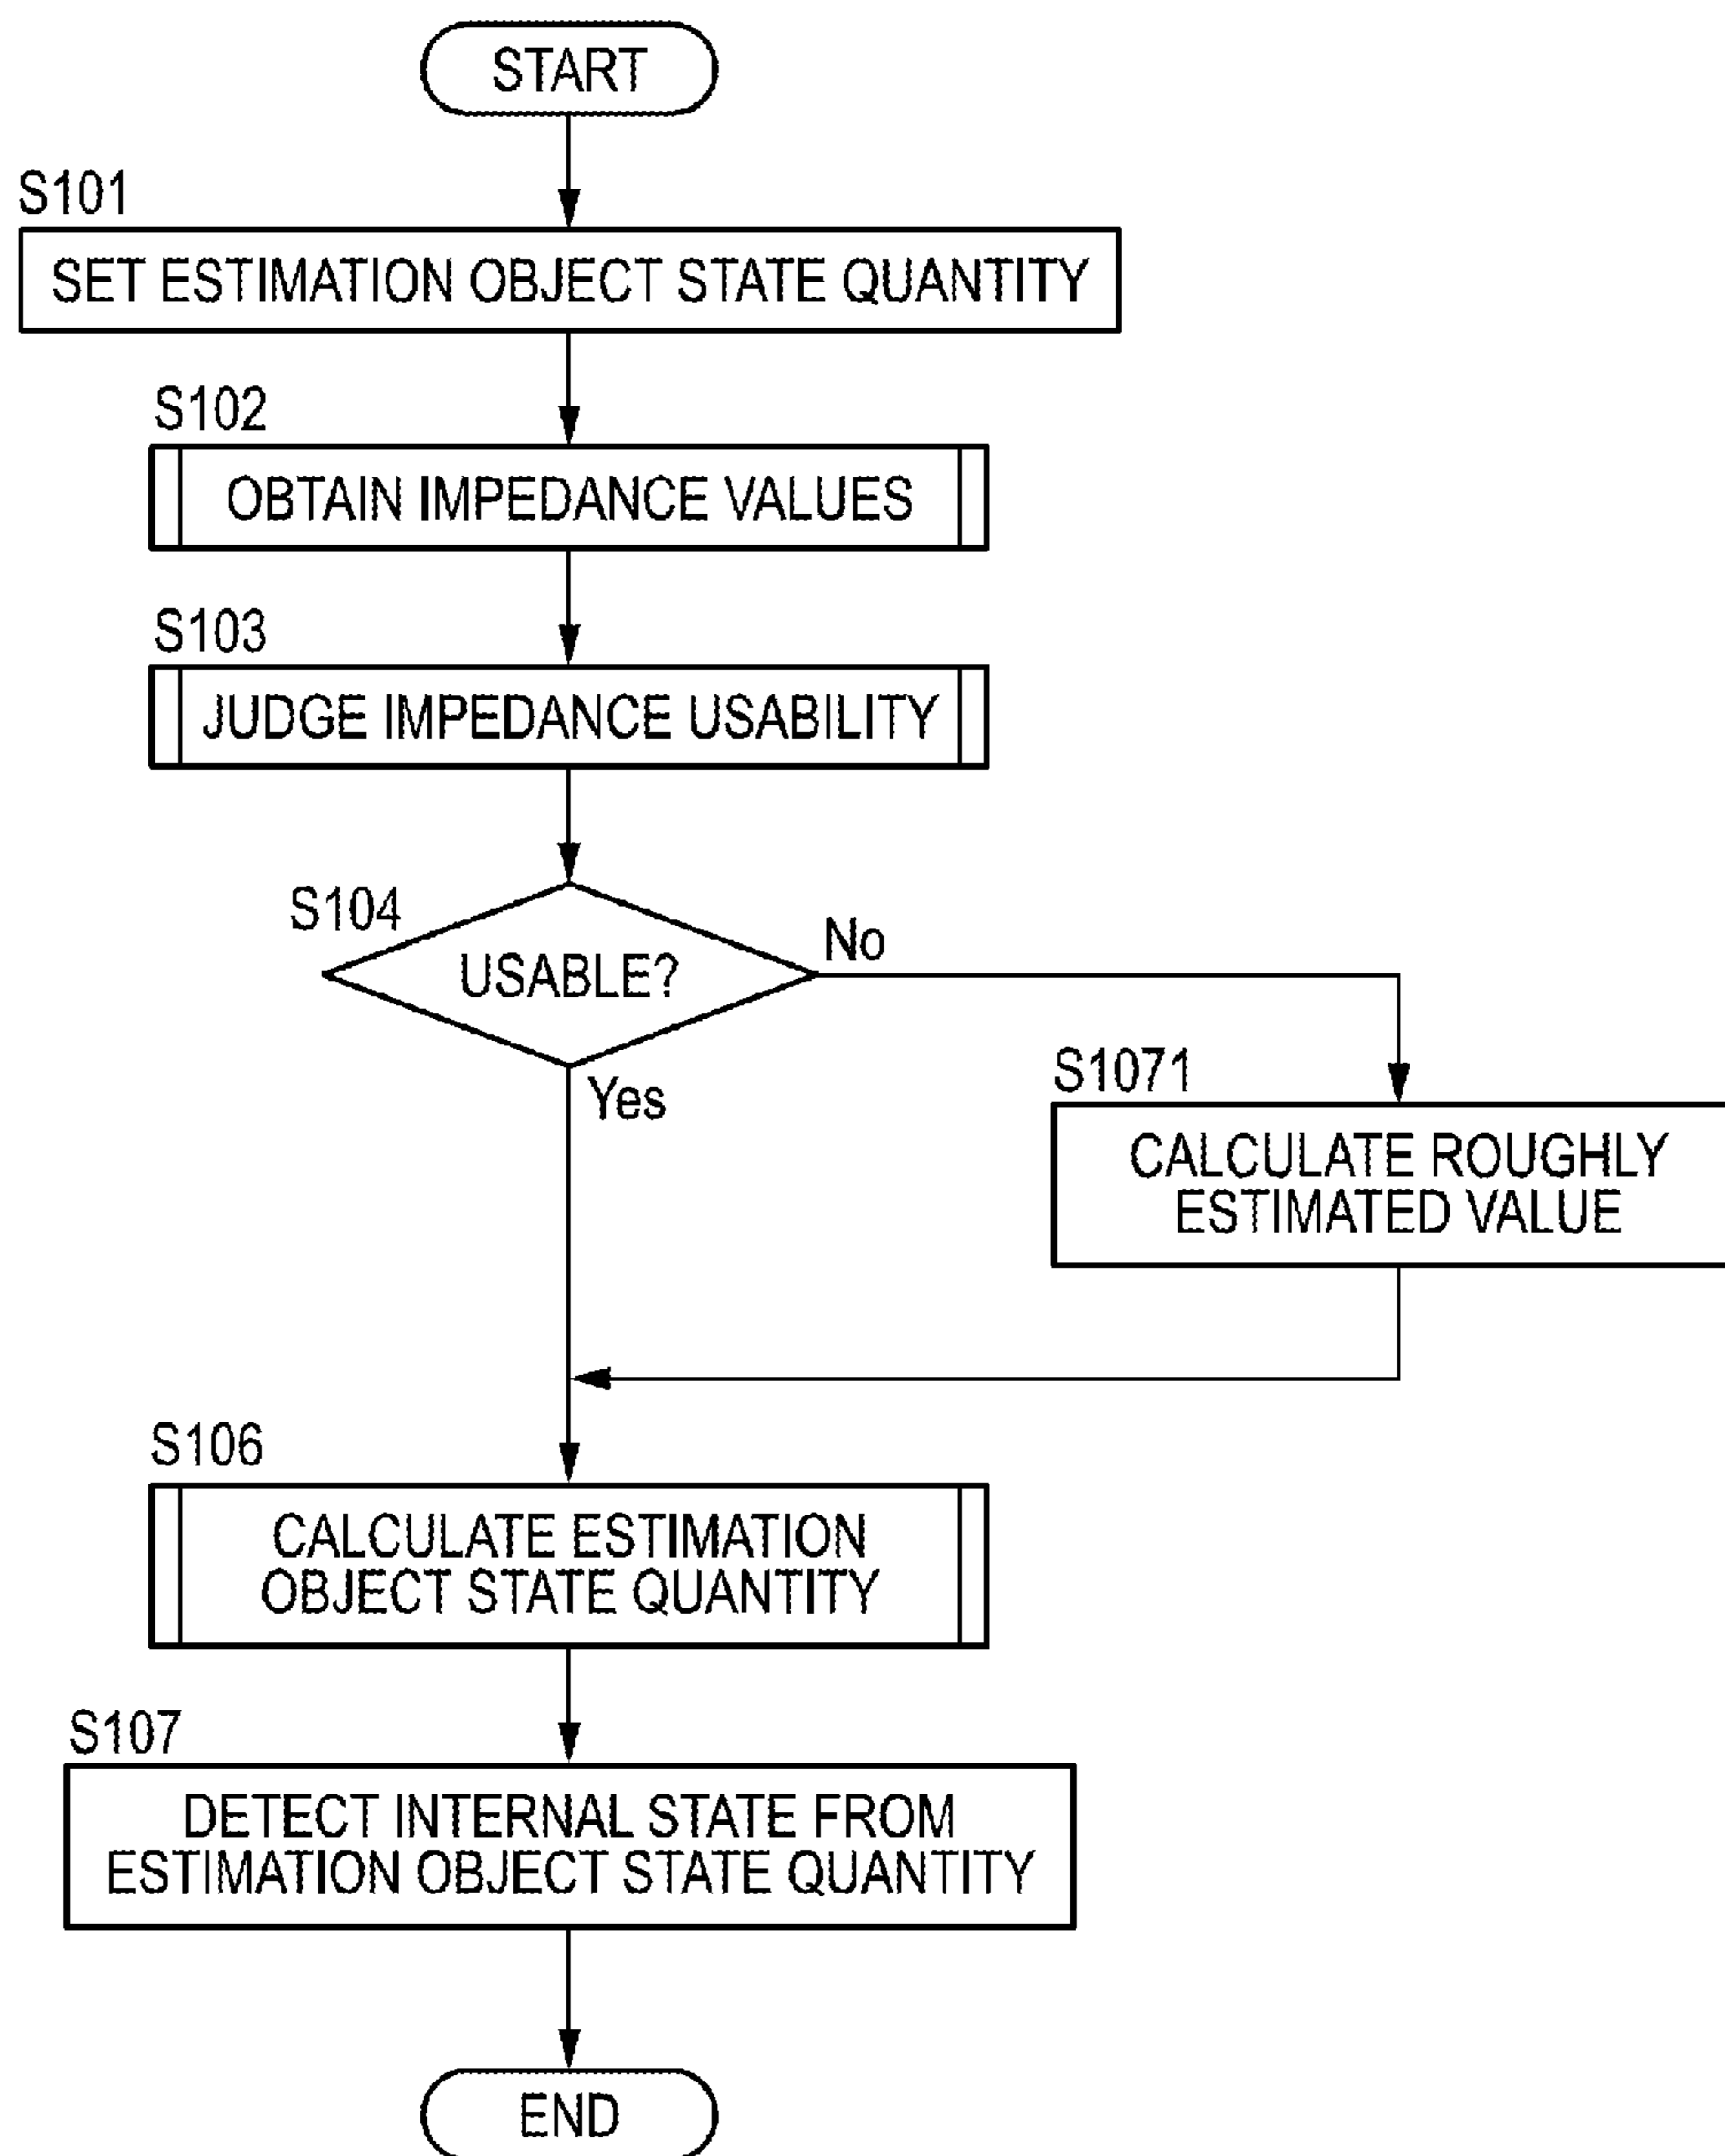 START
S101
SET ESTIMATION OBJECT STATE QUANTITY
S102
OBTAIN IMPEDANCE VALUES
S103
JUDGE IMPEDANCE USABILITY
S104
USABLE?
No
Yes
S1071
CALCULATE ROUGHLY
ESTIMATED VALUE
S106
CALCULATE ESTIMATION
OBJECT STATE QUANTITY
S107
DETECT INTERNAL STATE FROM
ESTIMATION OBJECT STATE QUANTITY
END